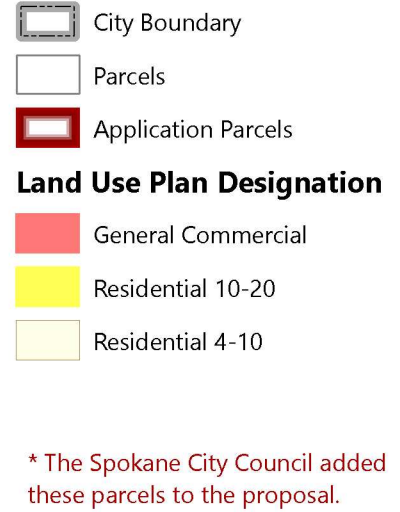 City Boundary
Parcels
Application Parcels
Land Use Plan Designation
General Commercial
Residential 10-20
Residential 4-10
* The Spokane City Council added
these parcels to the proposal.